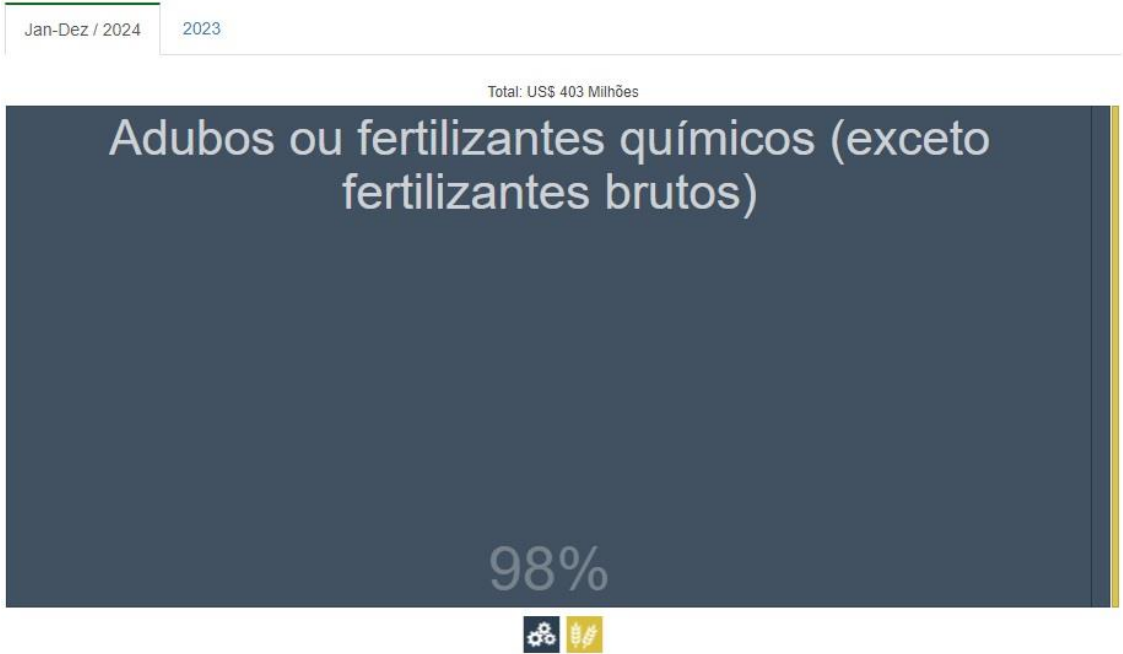 Jan-Dez / 2024 2023
Total: US$ 403 Milhões
Adubos ou fertilizantes químicos (exceto
fertilizantes brutos)
98%